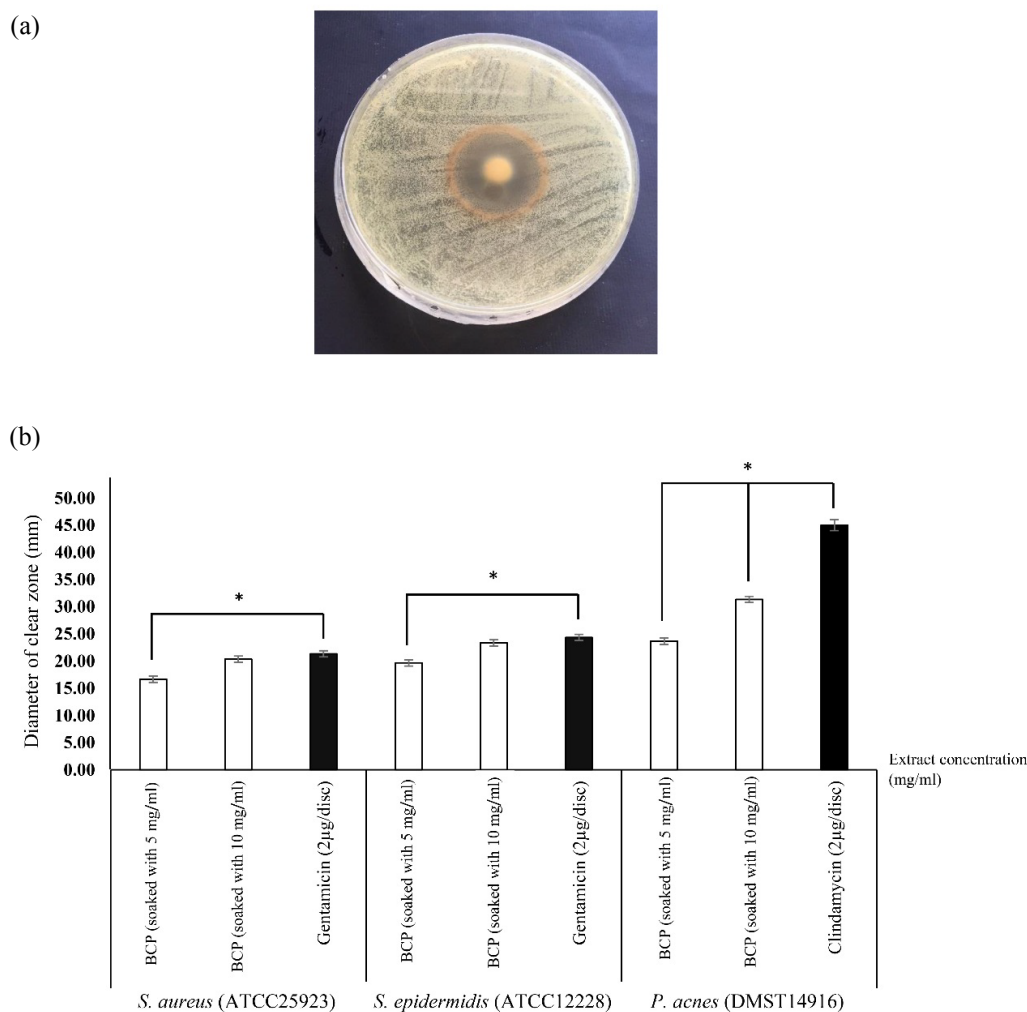 (a)
(b)
*
*
*
50.00
45.00
40.00
35.00
30.00
25.00
20.00
15.00
10.00
5.00
0.00
Diameter of clear zone (mm)
Extract concentration
(mg/ml)
BCP (soaked with 5 mg/ml)
BCP (soaked with 10 mg/ml)
Gentamicin (2µg/disc)
BCP (soaked with 5 mg/ml)
BCP (soaked with 10 mg/ml)
Gentamicin (2µg/disc)
BCP (soaked with 5 mg/ml)
BCP (soaked with 10 mg/ml)
Clindamycin (2µg/disc)
S. aureus (ATCC25923)
S. epidermidis (ATCC12228)
P. acnes (DMST14916)